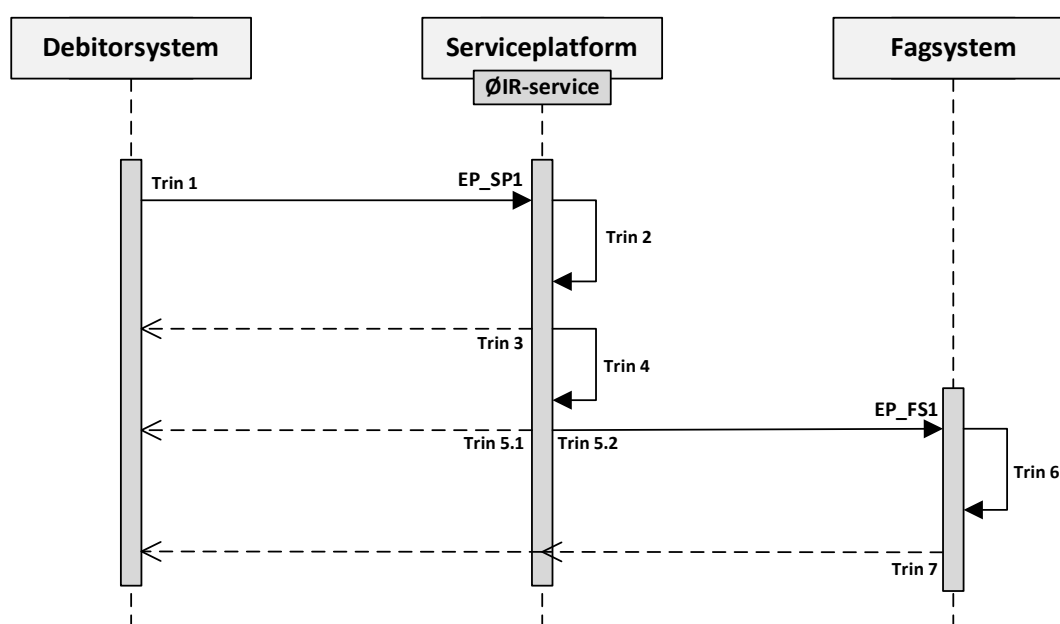 Debitorsystem
Serviceplatform
Fagsystem
ØIR-service
Trin 1
EP_SP1
Trin 2
Trin 3
Trin 4
EP_FS1
Trin 5.1
Trin 5.2
Trin 6
Trin 7